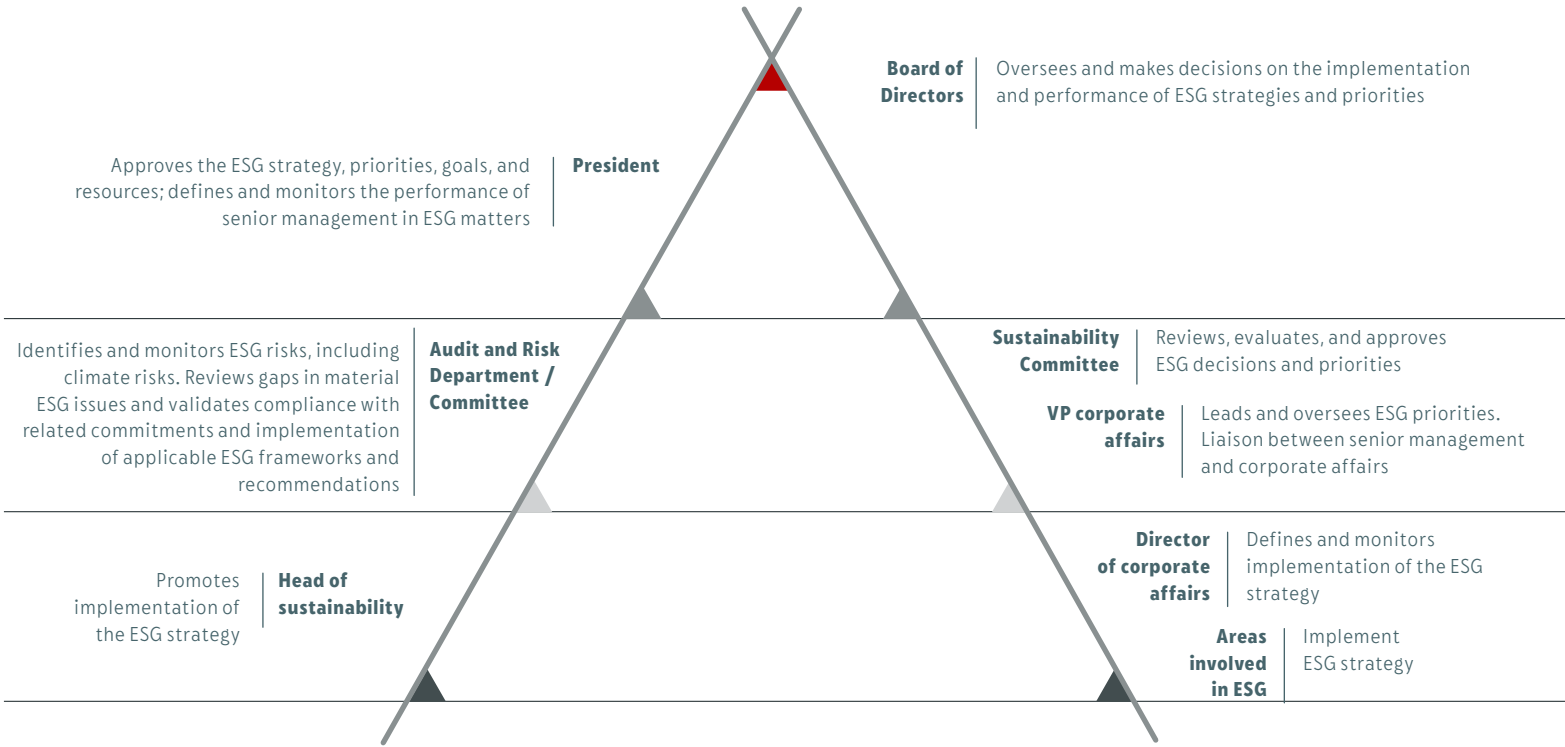 Board of
Directors
Oversees and makes decisions on the implementation
and performance of ESG strategies and priorities
Approves the ESG strategy, priorities, goals, and
resources; defines and monitors the performance of
senior management in ESG matters
President
Identifies and monitors ESG risks, including
climate risks. Reviews gaps in material
ESG issues and validates compliance with
related commitments and implementation
of applicable ESG frameworks and
recommendations
Audit and Risk
Department /
Committee
Sustainability
Committee
Reviews, evaluates, and approves
ESG decisions and priorities
VP corporate
affairs
Leads and oversees ESG priorities.
Liaison between senior management
and corporate affairs
Promotes
implementation of
the ESG strategy
Head of
sustainability
Director
of corporate
affairs
Defines and monitors
implementation of the ESG
strategy
Areas
involved
in ESG
Implement
ESG strategy